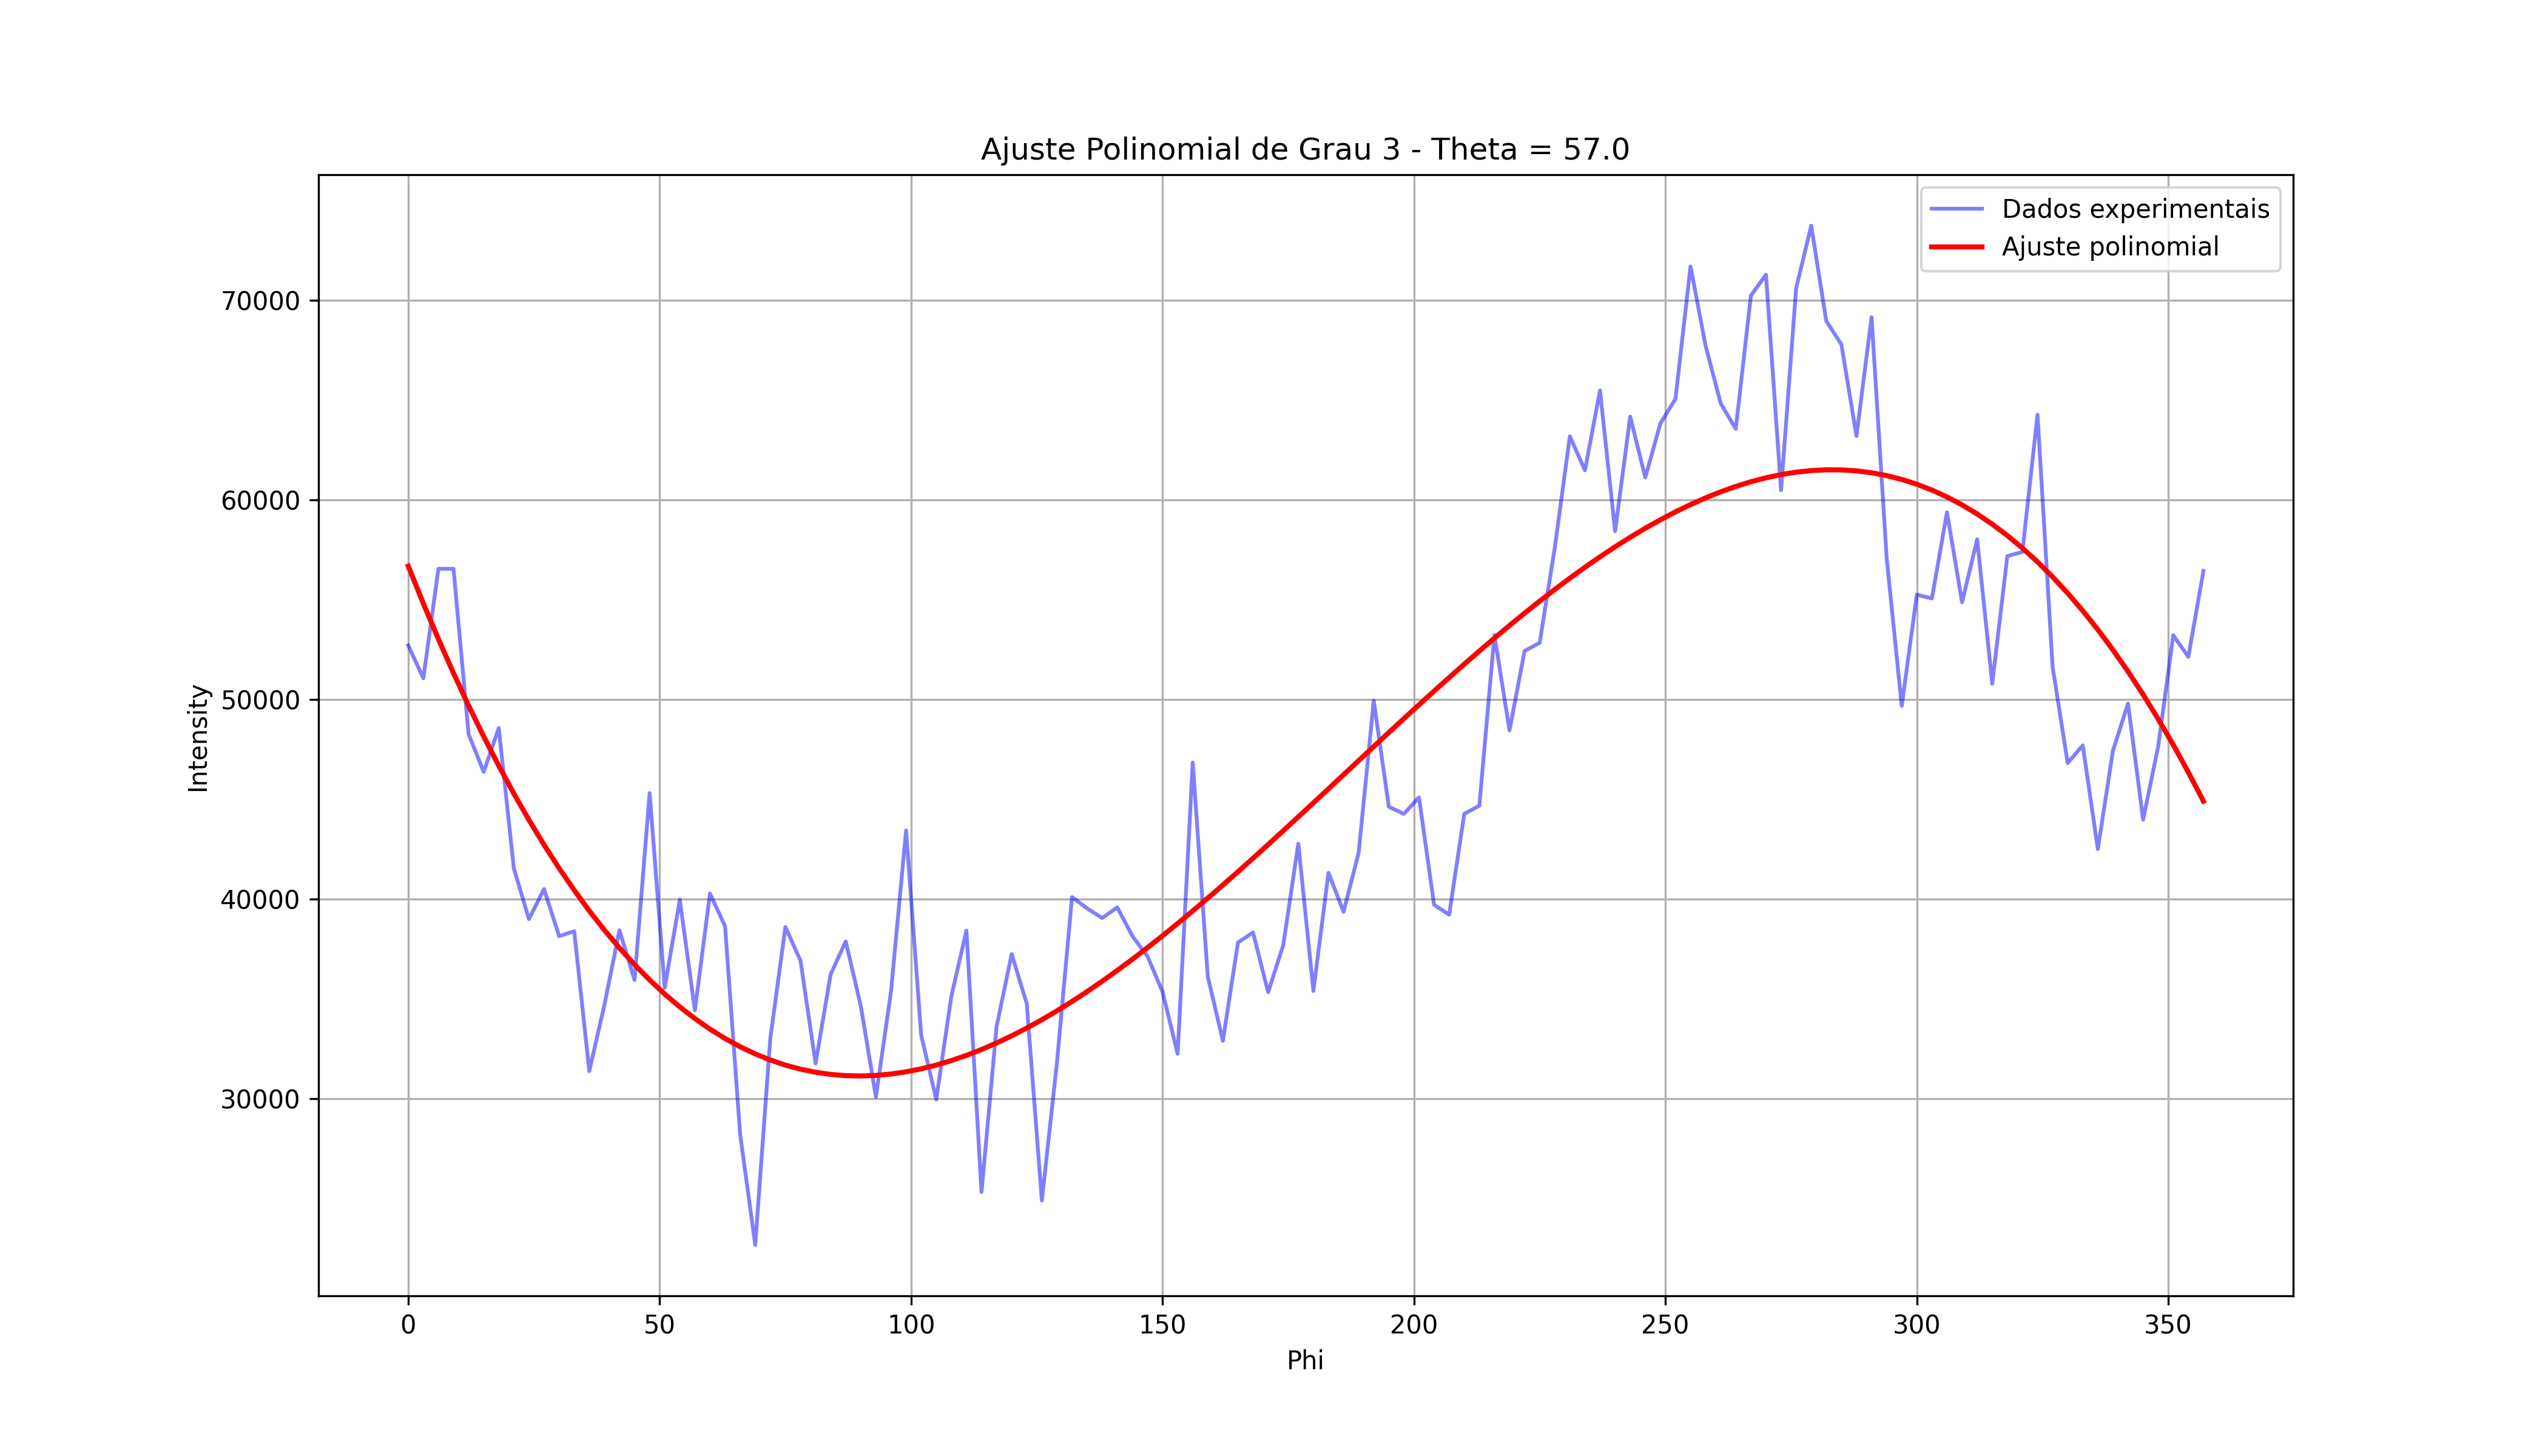 Ajuste Polinomial de Grau 3 - Theta = 57.0
Dados experimentais
Ajuste polinomial
Intensity
70000
60000
50000
40000
30000
0 50 100 150 200 250 300 350
Phi